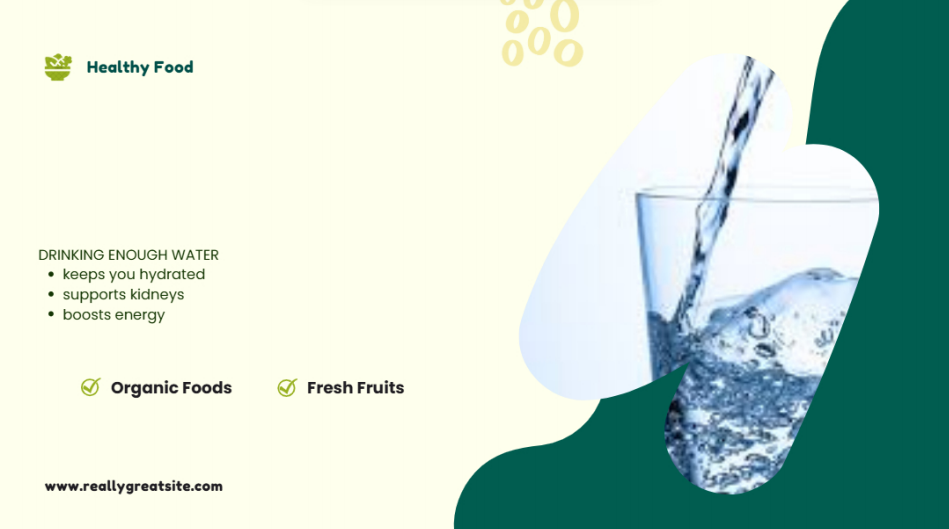 Healthy Food
DRINKING ENOUGH WATER
• keeps you hydrated
• supports kidneys
• boosts energy
Organic Foods
Fresh Fruits
www.reallygreatsite.com